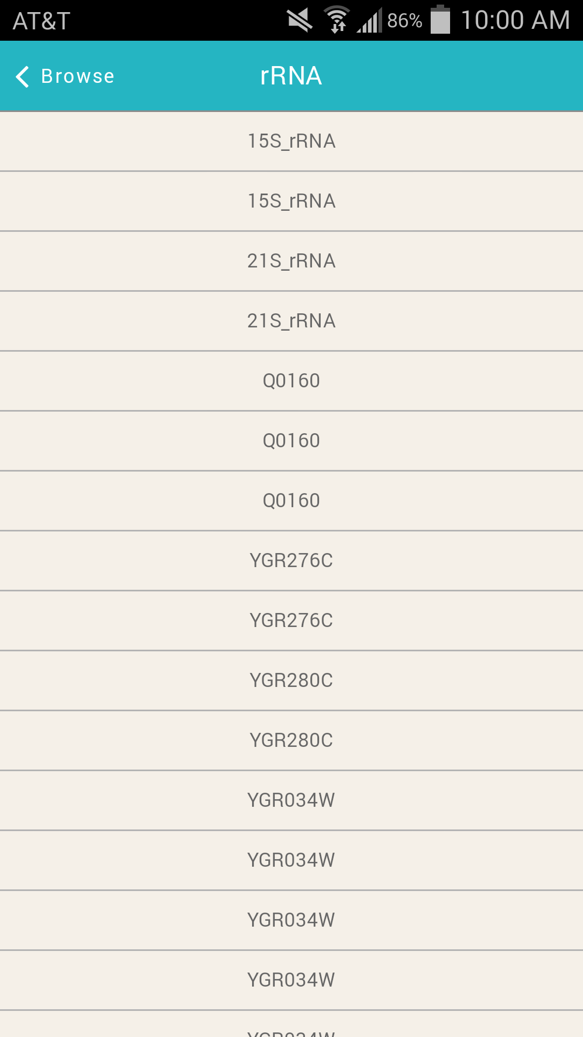 AT&T 86% 10:00 AM
Browse rRNA
15S_rRNA
15S_rRNA
21S_rRNA
21S_rRNA
Q0160
Q0160
Q0160
YGR276C
YGR276C
YGR280C
YGR280C
YGR034W
YGR034W
YGR034W
YGR034W
YGR034W